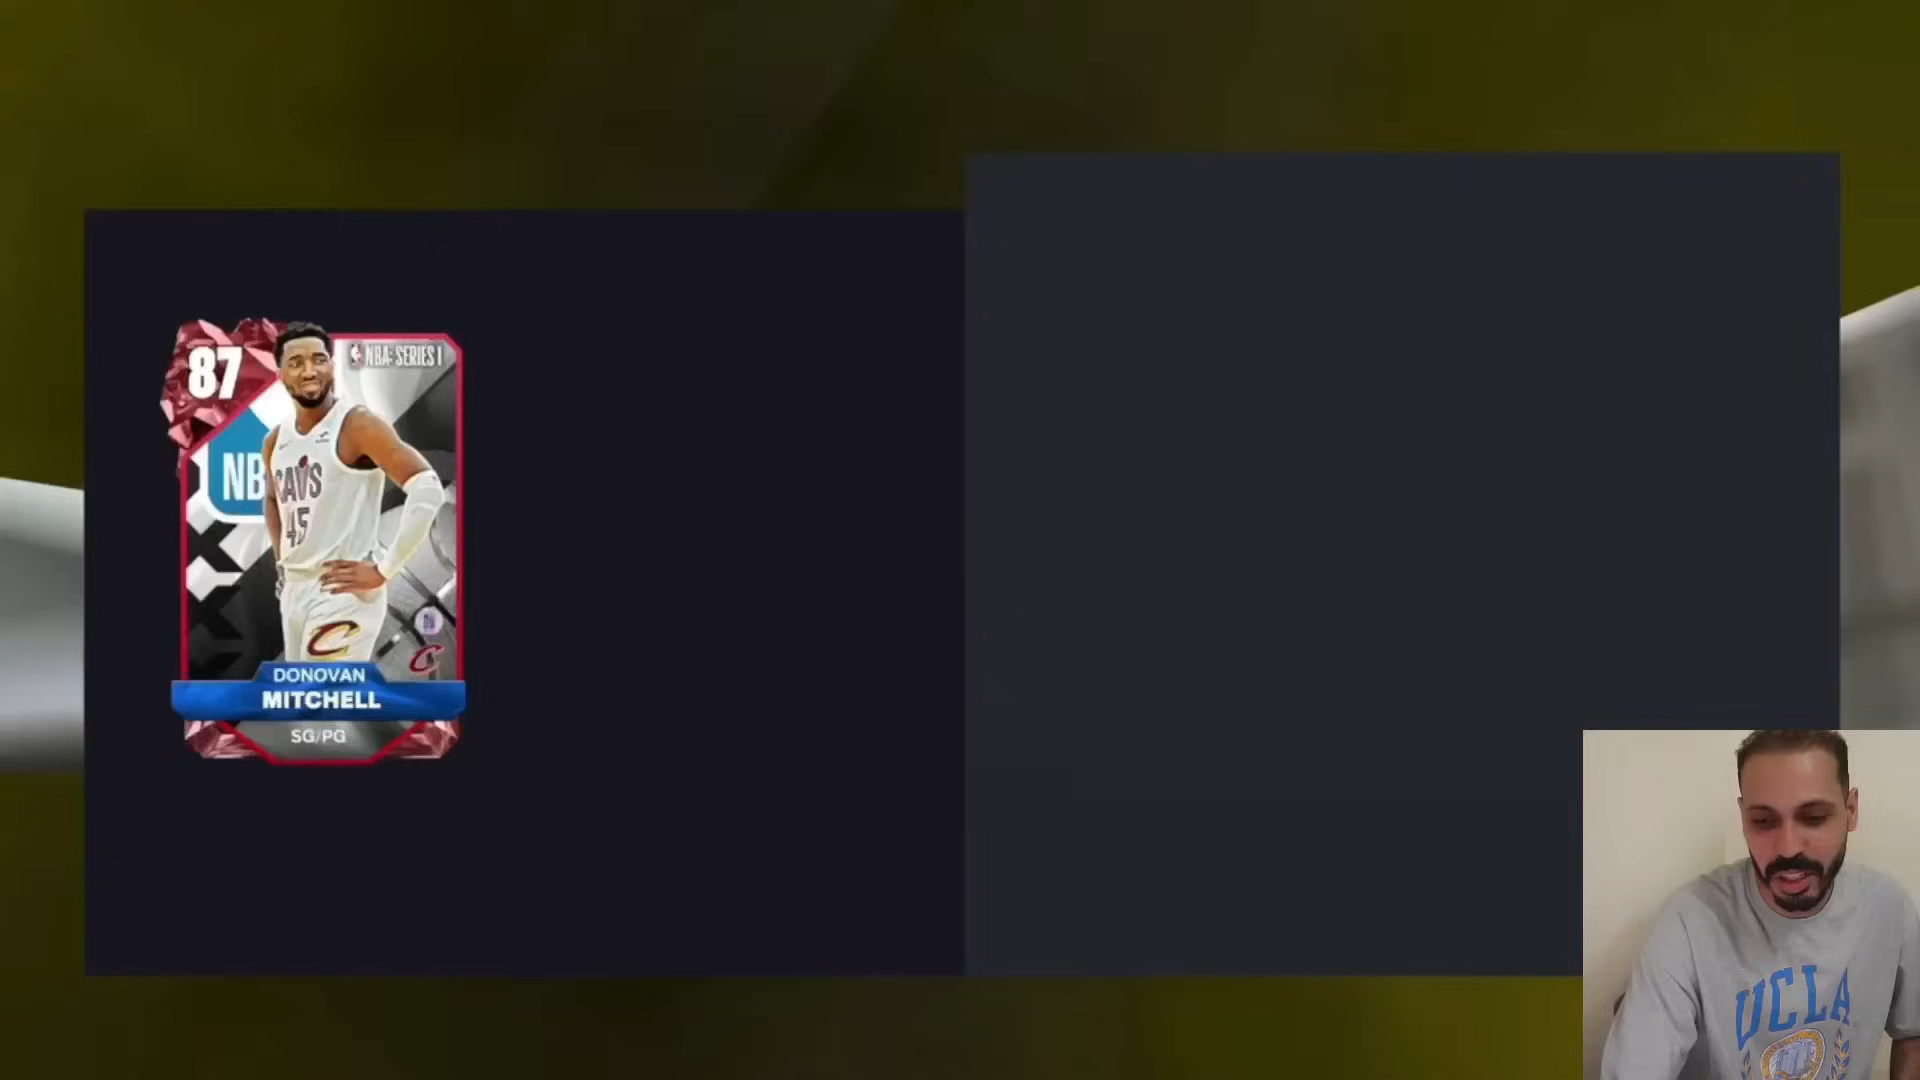 87
NBA: SERIES I
NB
CAVS
45
C
C
DONOVAN
MITCHELL
SG/PG
UCLA